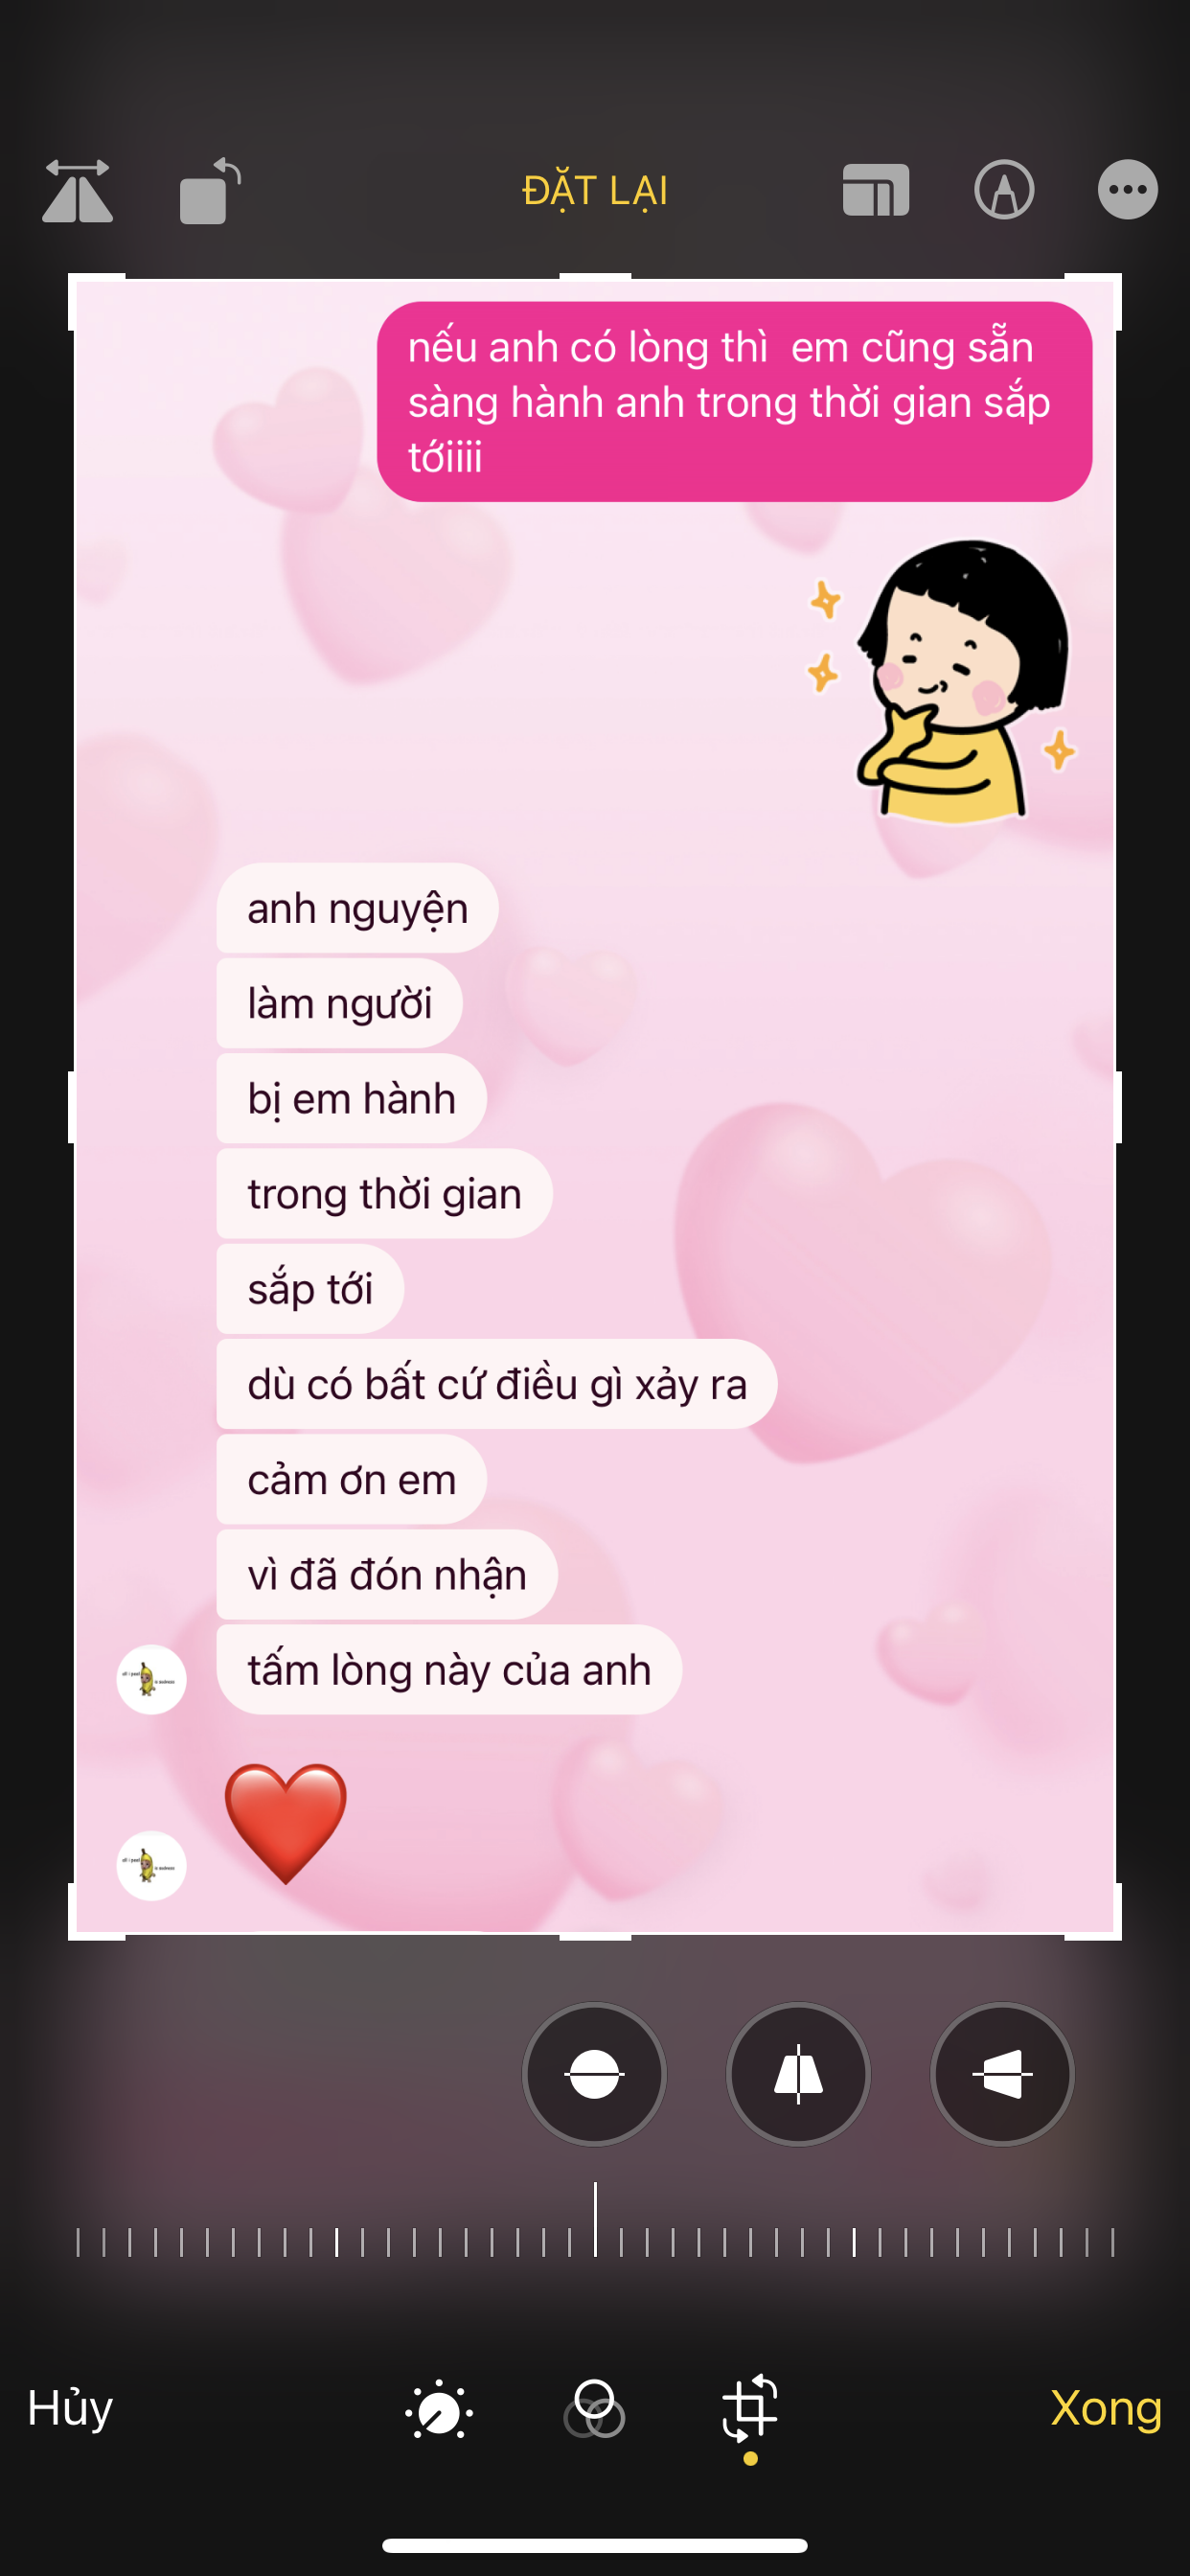 ĐẶT LẠI
nếu anh có lòng thì  em cũng sẵn
sàng hành anh trong thời gian sắp
tớiiii
anh nguyện
làm người
bị em hành
trong thời gian
sắp tới
dù có bất cứ điều gì xảy ra
cảm ơn em
vì đã đón nhận
tấm lòng này của anh
Hủy
Xong